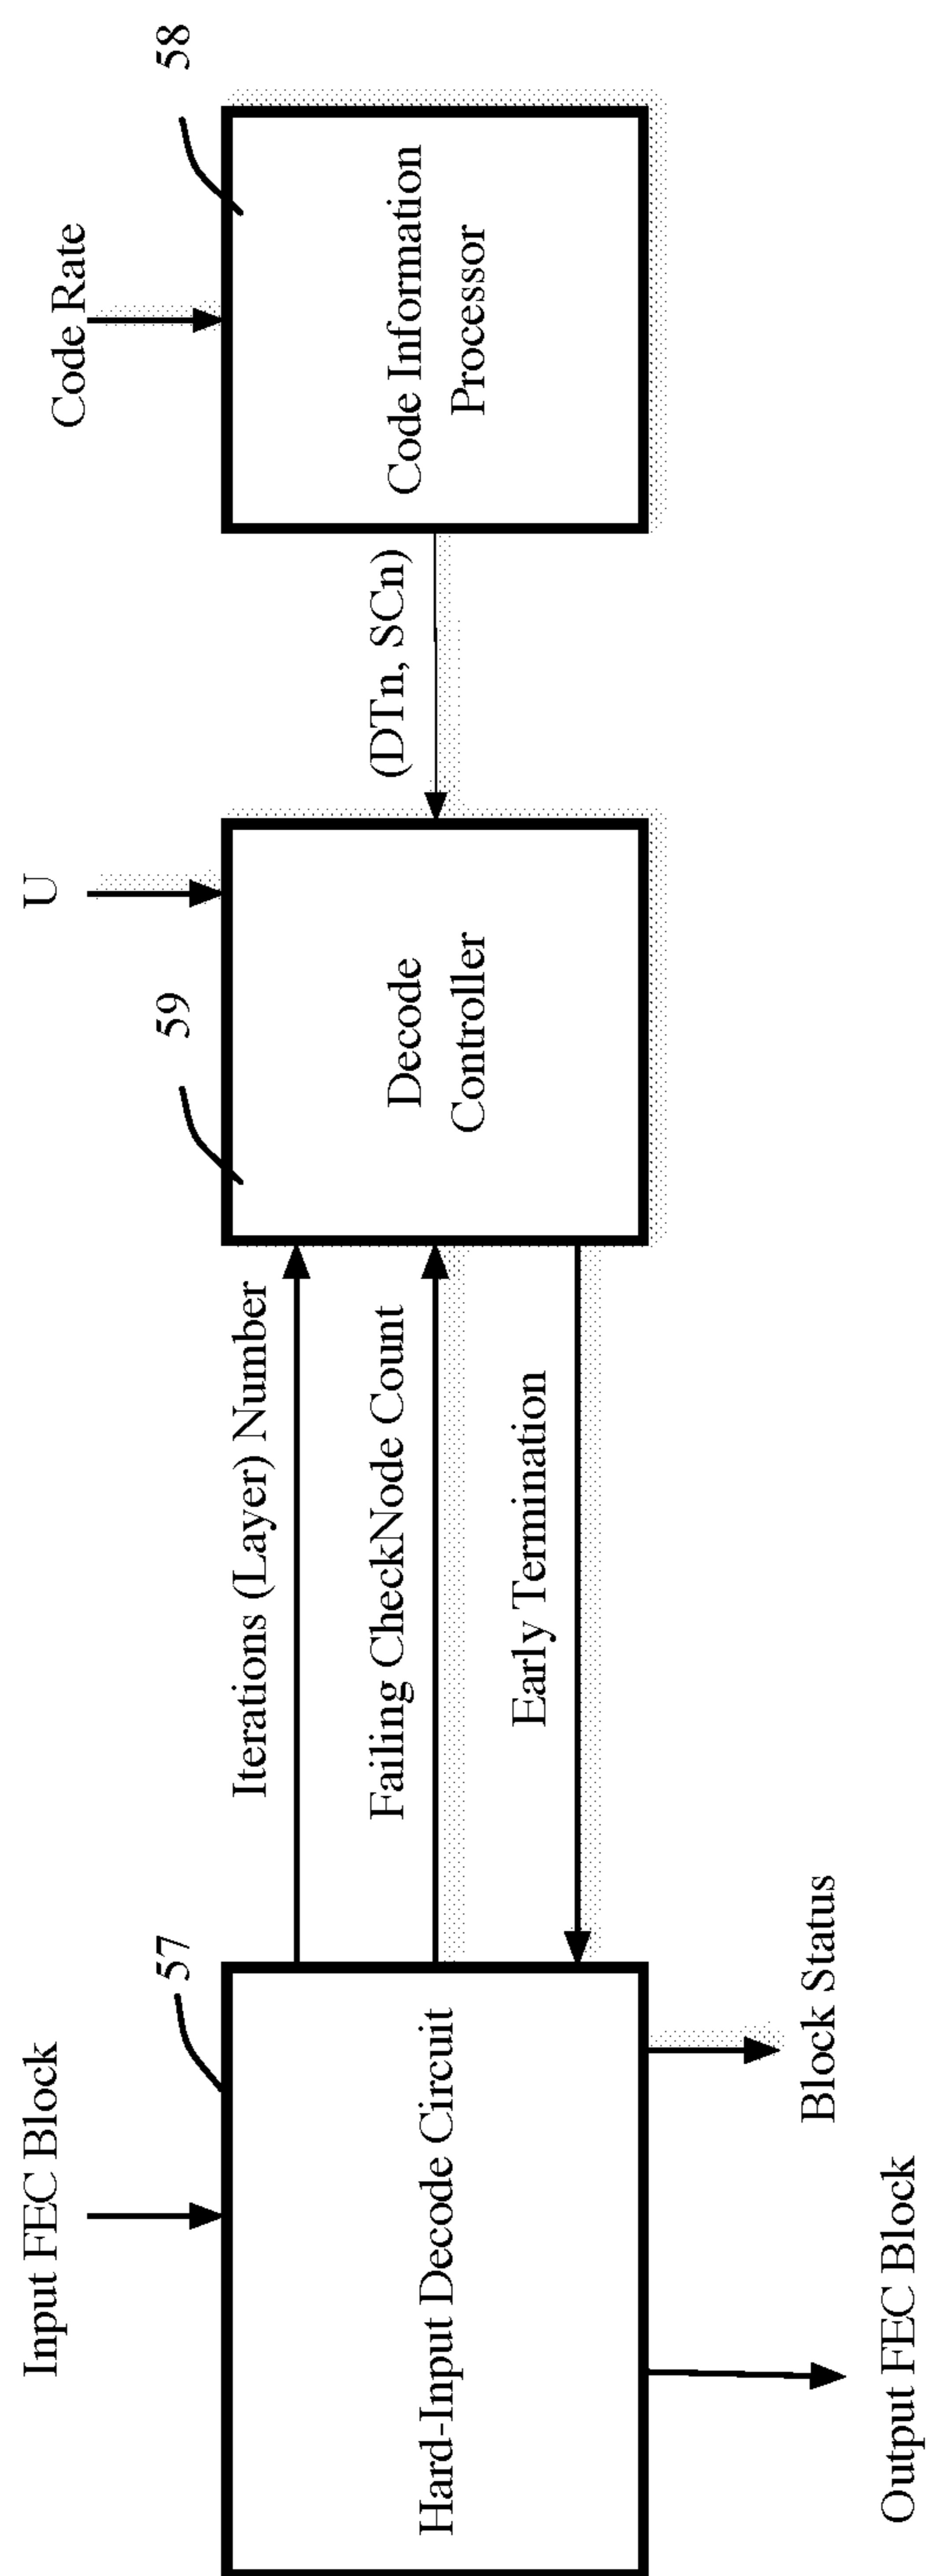 Input FEC Block
57
Hard-Input Decode Circuit
Output FEC Block
Block Status
Iterations (Layer) Number
Failing CheckNode Count
Early Termination
59
U
Decode
Controller
(DTn, SCn)
Code Rate
58
Code Information
Processor